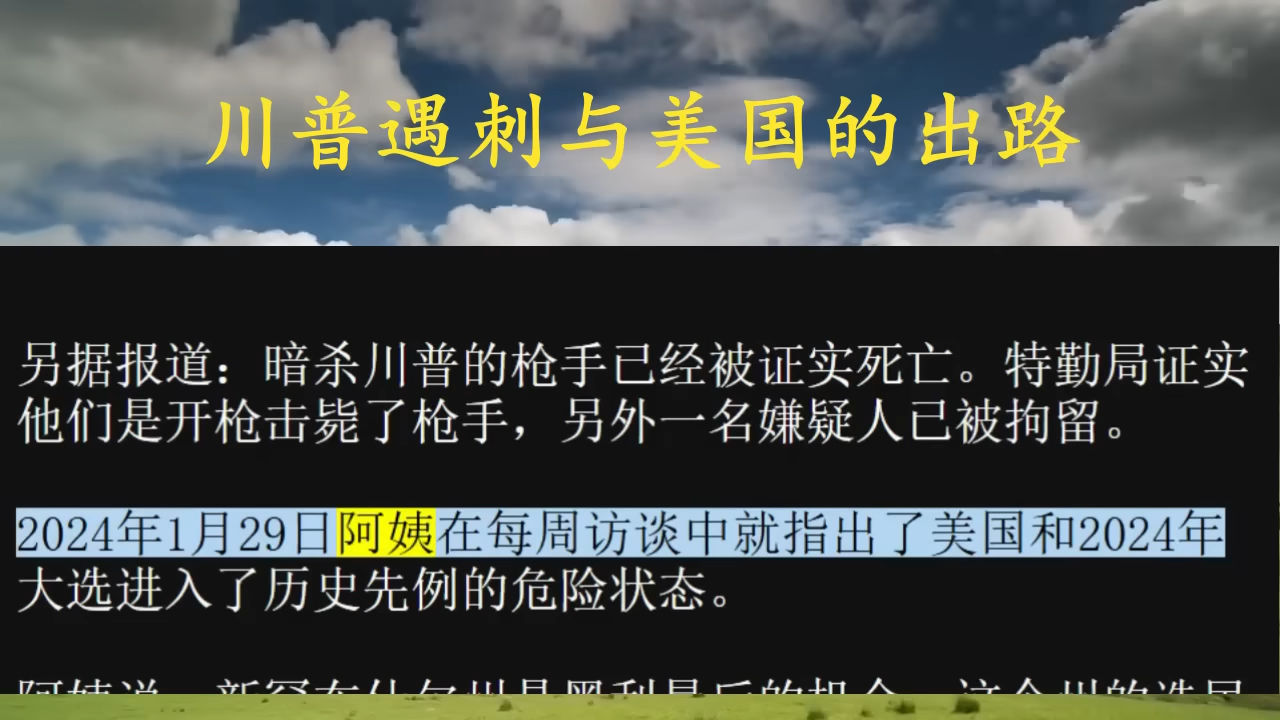 川普遇刺与美国的出路
另据报道：暗杀川普的枪手已经被证实死亡。特勤局证实
他们是开枪击毙了枪手，另外一名嫌疑人已被拘留。
2024年1月29日阿姨在每周访谈中就指出了美国和2024年
大选进入了历史先例的危险状态。